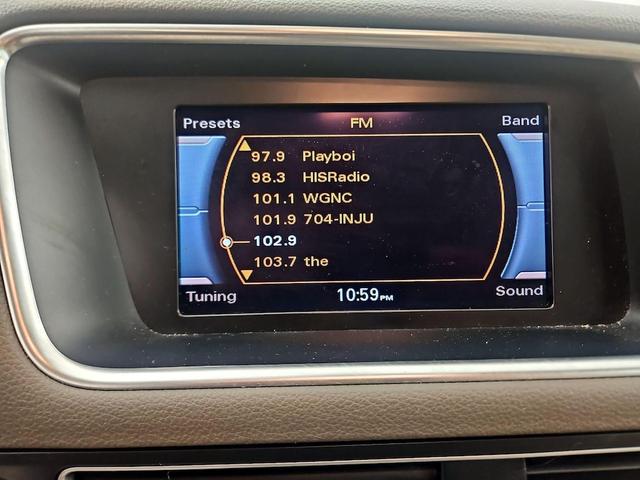 Presets FM Band
97.9 Playboi
98.3 HISRadio
101.1 WGNC
101.9 704-INJU
102.9
103.7 the
Tuning 10:59PM Sound